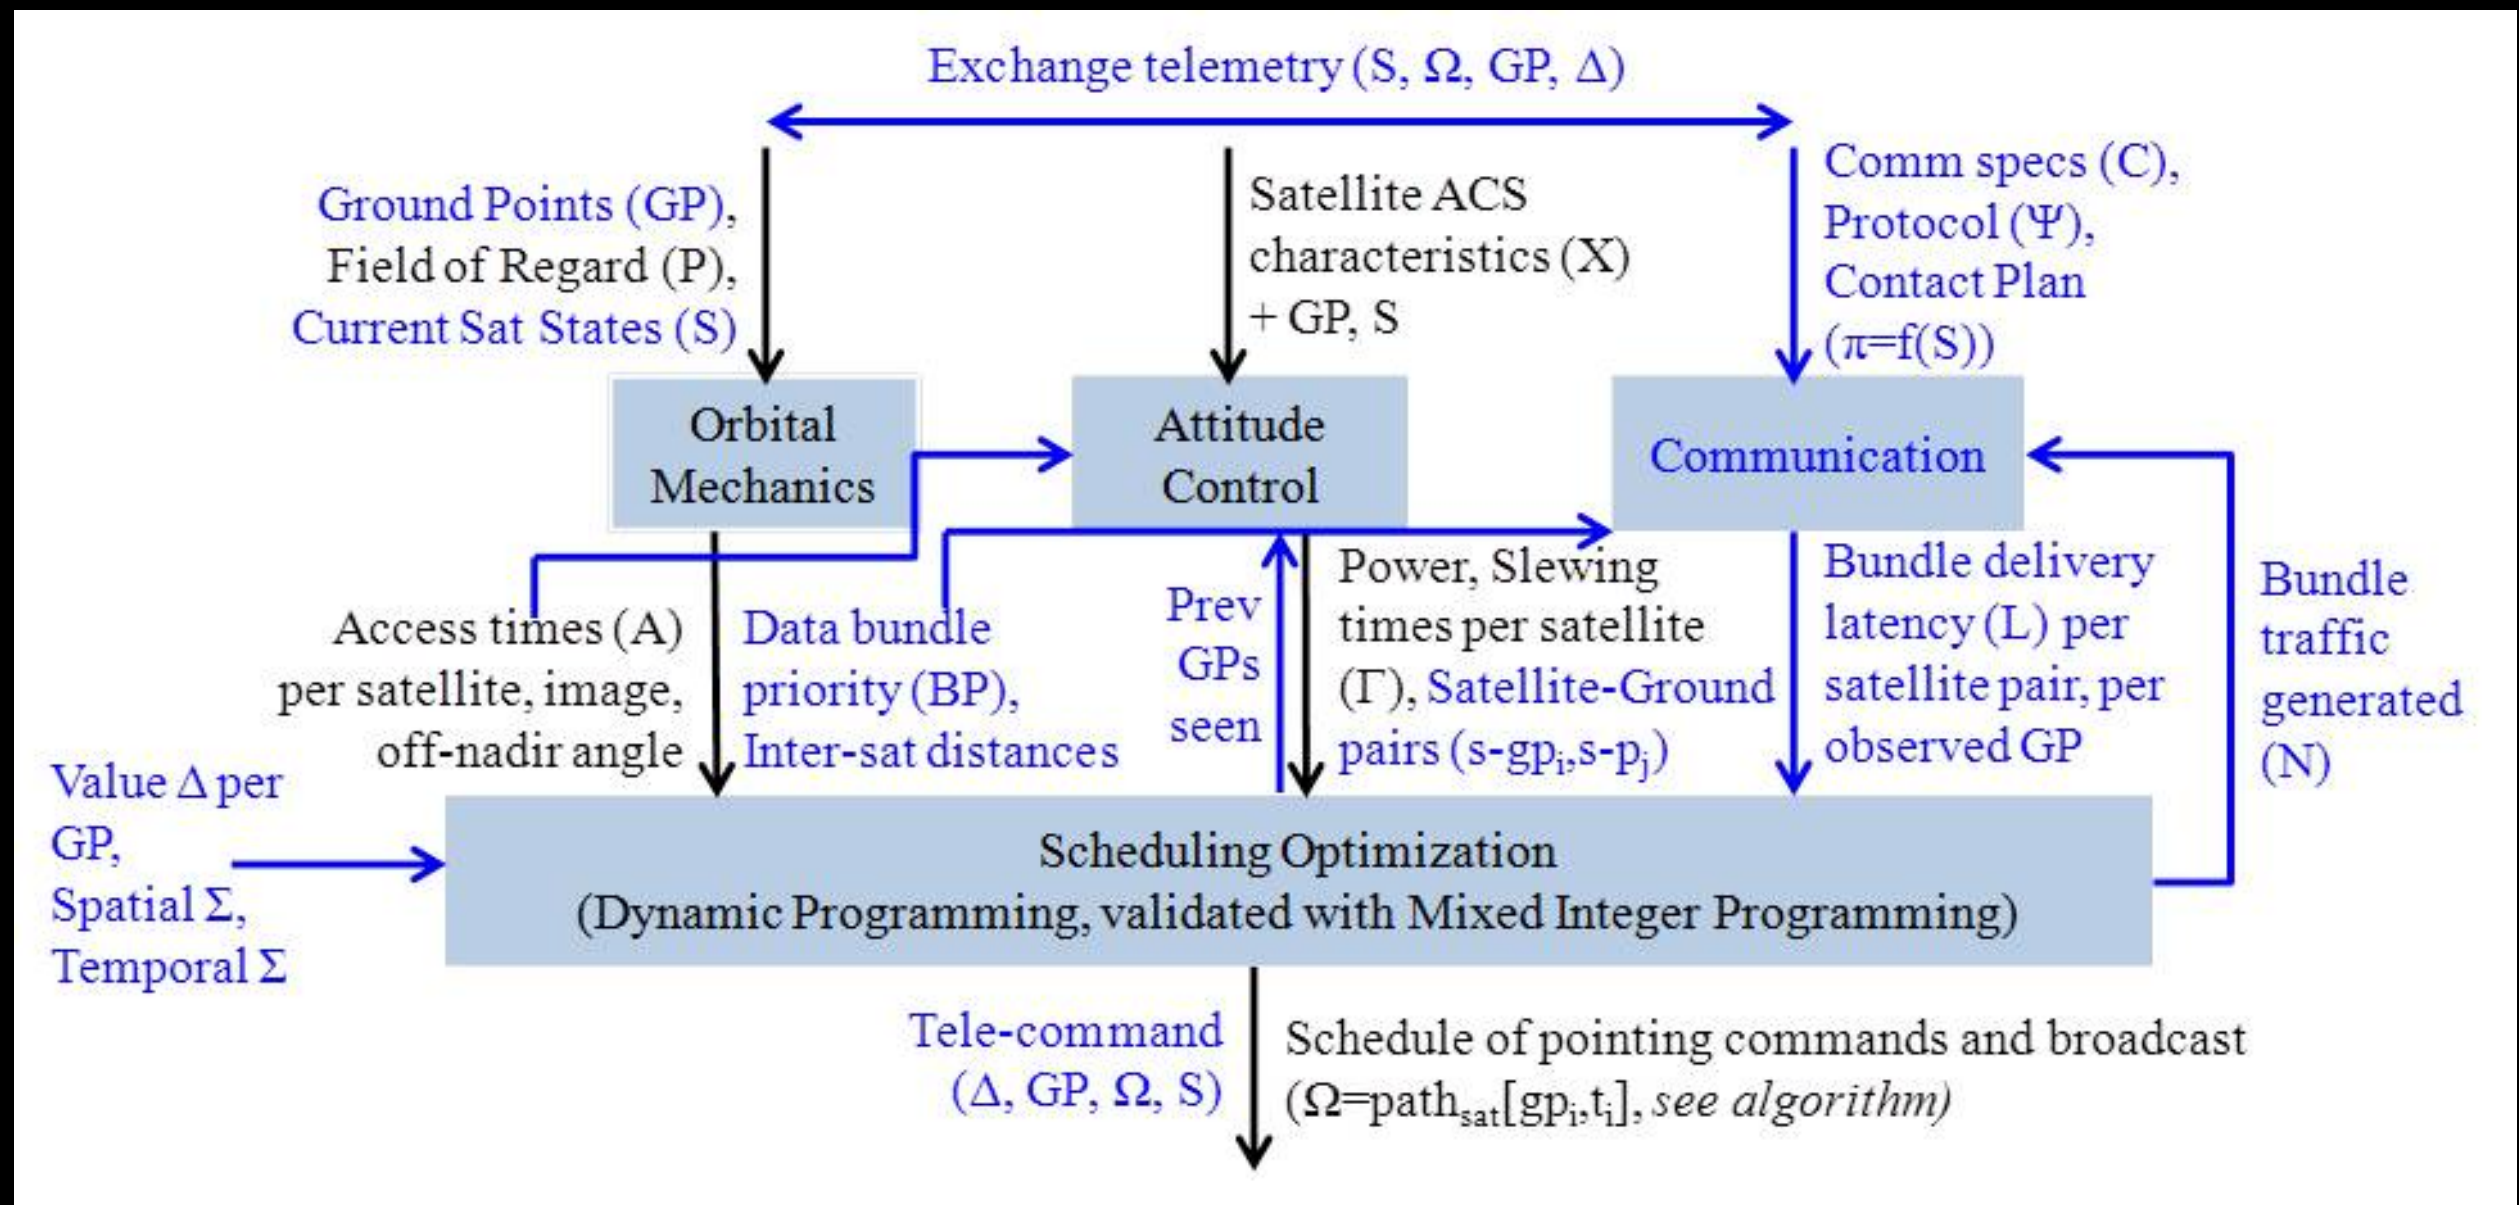 Exchange telemetry (S, Ω, GP, Δ)
Ground Points (GP),
Field of Regard (P),
Current Sat States (S)
Satellite ACS
characteristics (X)
+ GP, S
Comm specs (C),
Protocol (Ψ),
Contact Plan
(π=f(S))
Orbital
Mechanics
Attitude
Control
Communication
Access times (A)
per satellite, image,
off-nadir angle
Data bundle
priority (BP),
Inter-sat distances
Prev
GPs
seen
Power, Slewing
times per satellite
(Γ), Satellite-Ground
pairs (s-gpᵢ,s-pⱼ)
Bundle delivery
latency (L) per
satellite pair, per
observed GP
Bundle
traffic
generated
(N)
Value Δ per
GP,
Spatial Σ,
Temporal Σ
Scheduling Optimization
(Dynamic Programming, validated with Mixed Integer Programming)
Tele-command
(Δ, GP, Ω, S)
Schedule of pointing commands and broadcast
(Ω=pathsat[gpᵢ,tᵢ], see algorithm)